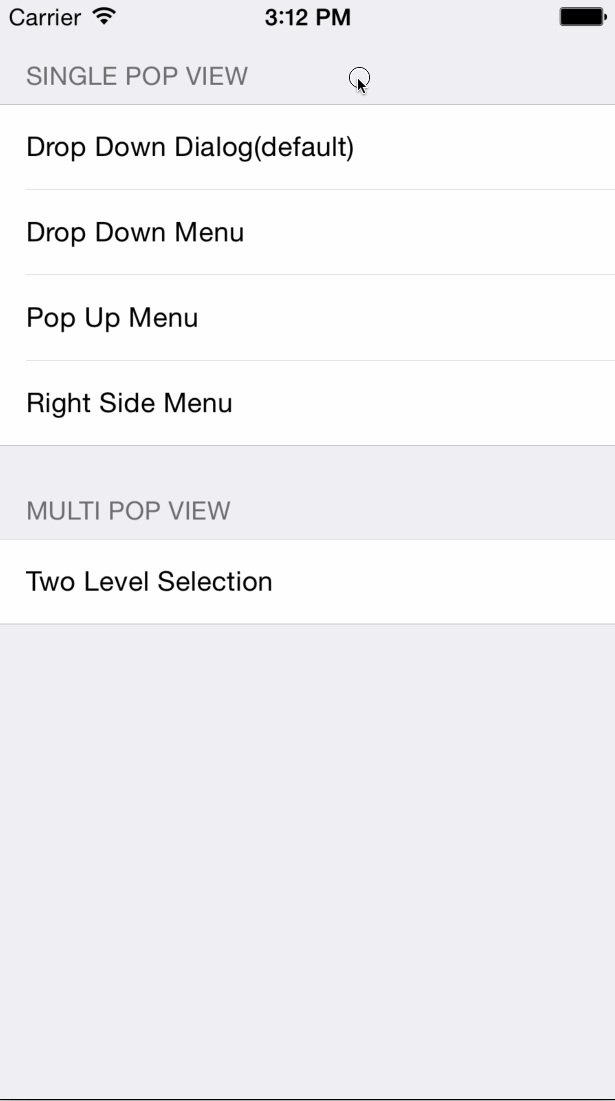 Carrier 3:12 PM
SINGLE POP VIEW
Drop Down Dialog(default)
Drop Down Menu
Pop Up Menu
Right Side Menu
MULTI POP VIEW
Two Level Selection